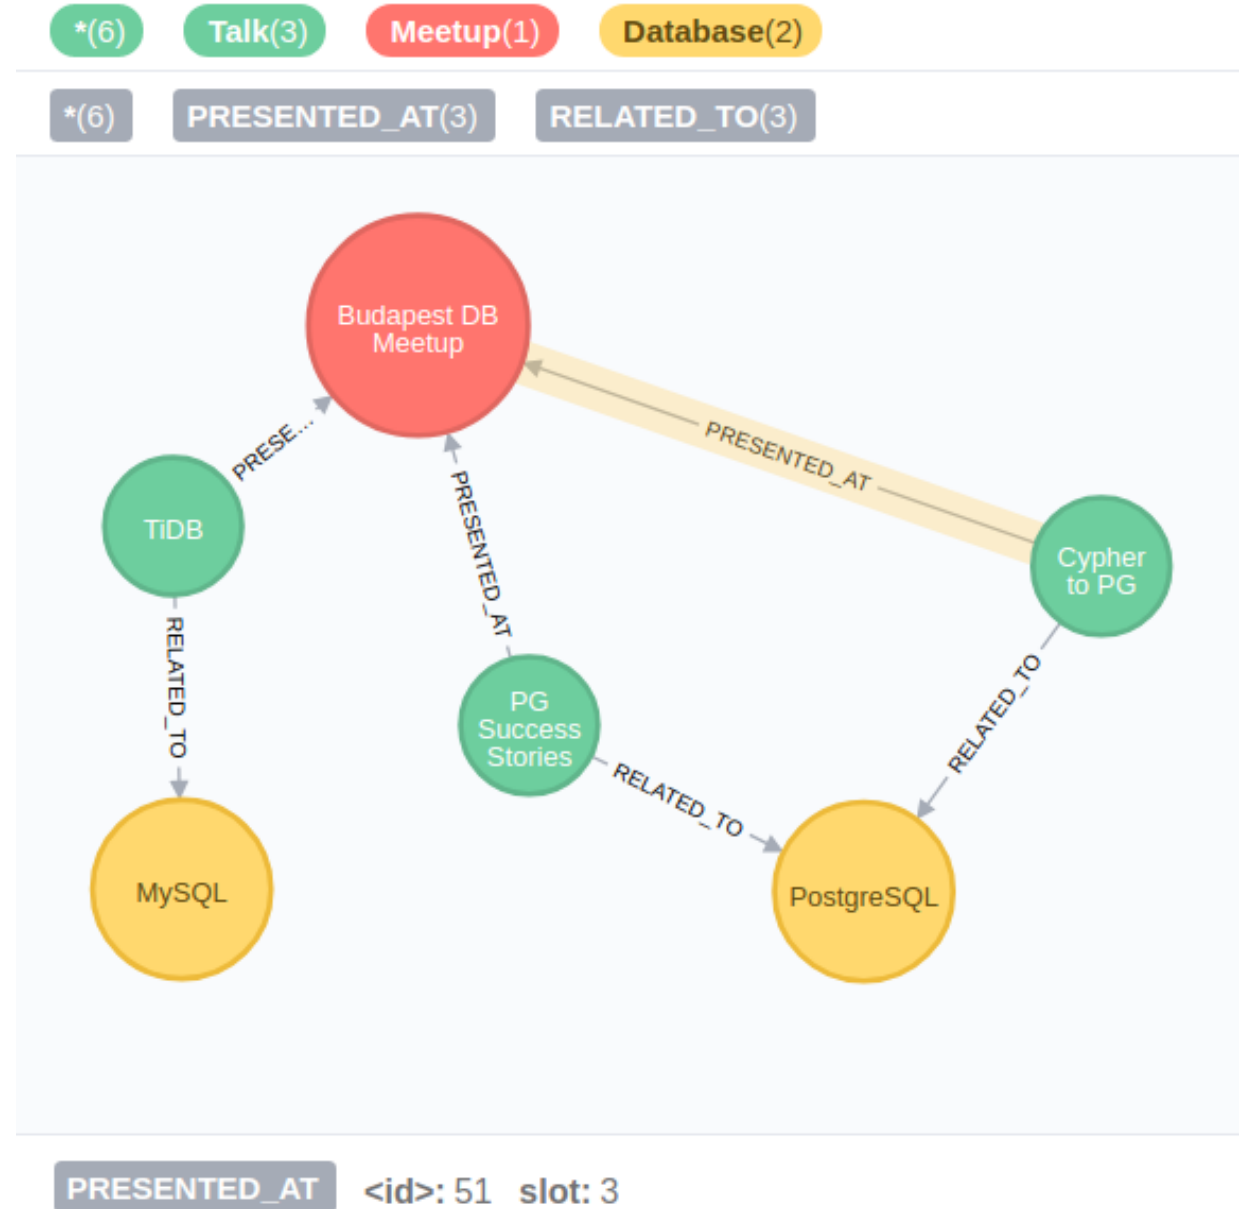 *(6) Talk(3) Meetup(1) Database(2)
*(6) PRESENTED_AT(3) RELATED_TO(3)
Budapest DB
Meetup
PRESENTED_AT
PRESE...
PRESENTED_AT
TiDB
Cypher
to PG
RELATED_TO
RELATED_TO
PG
Success
Stories
RELATED_TO
MySQL
PostgreSQL
PRESENTED_AT <id>: 51 slot: 3